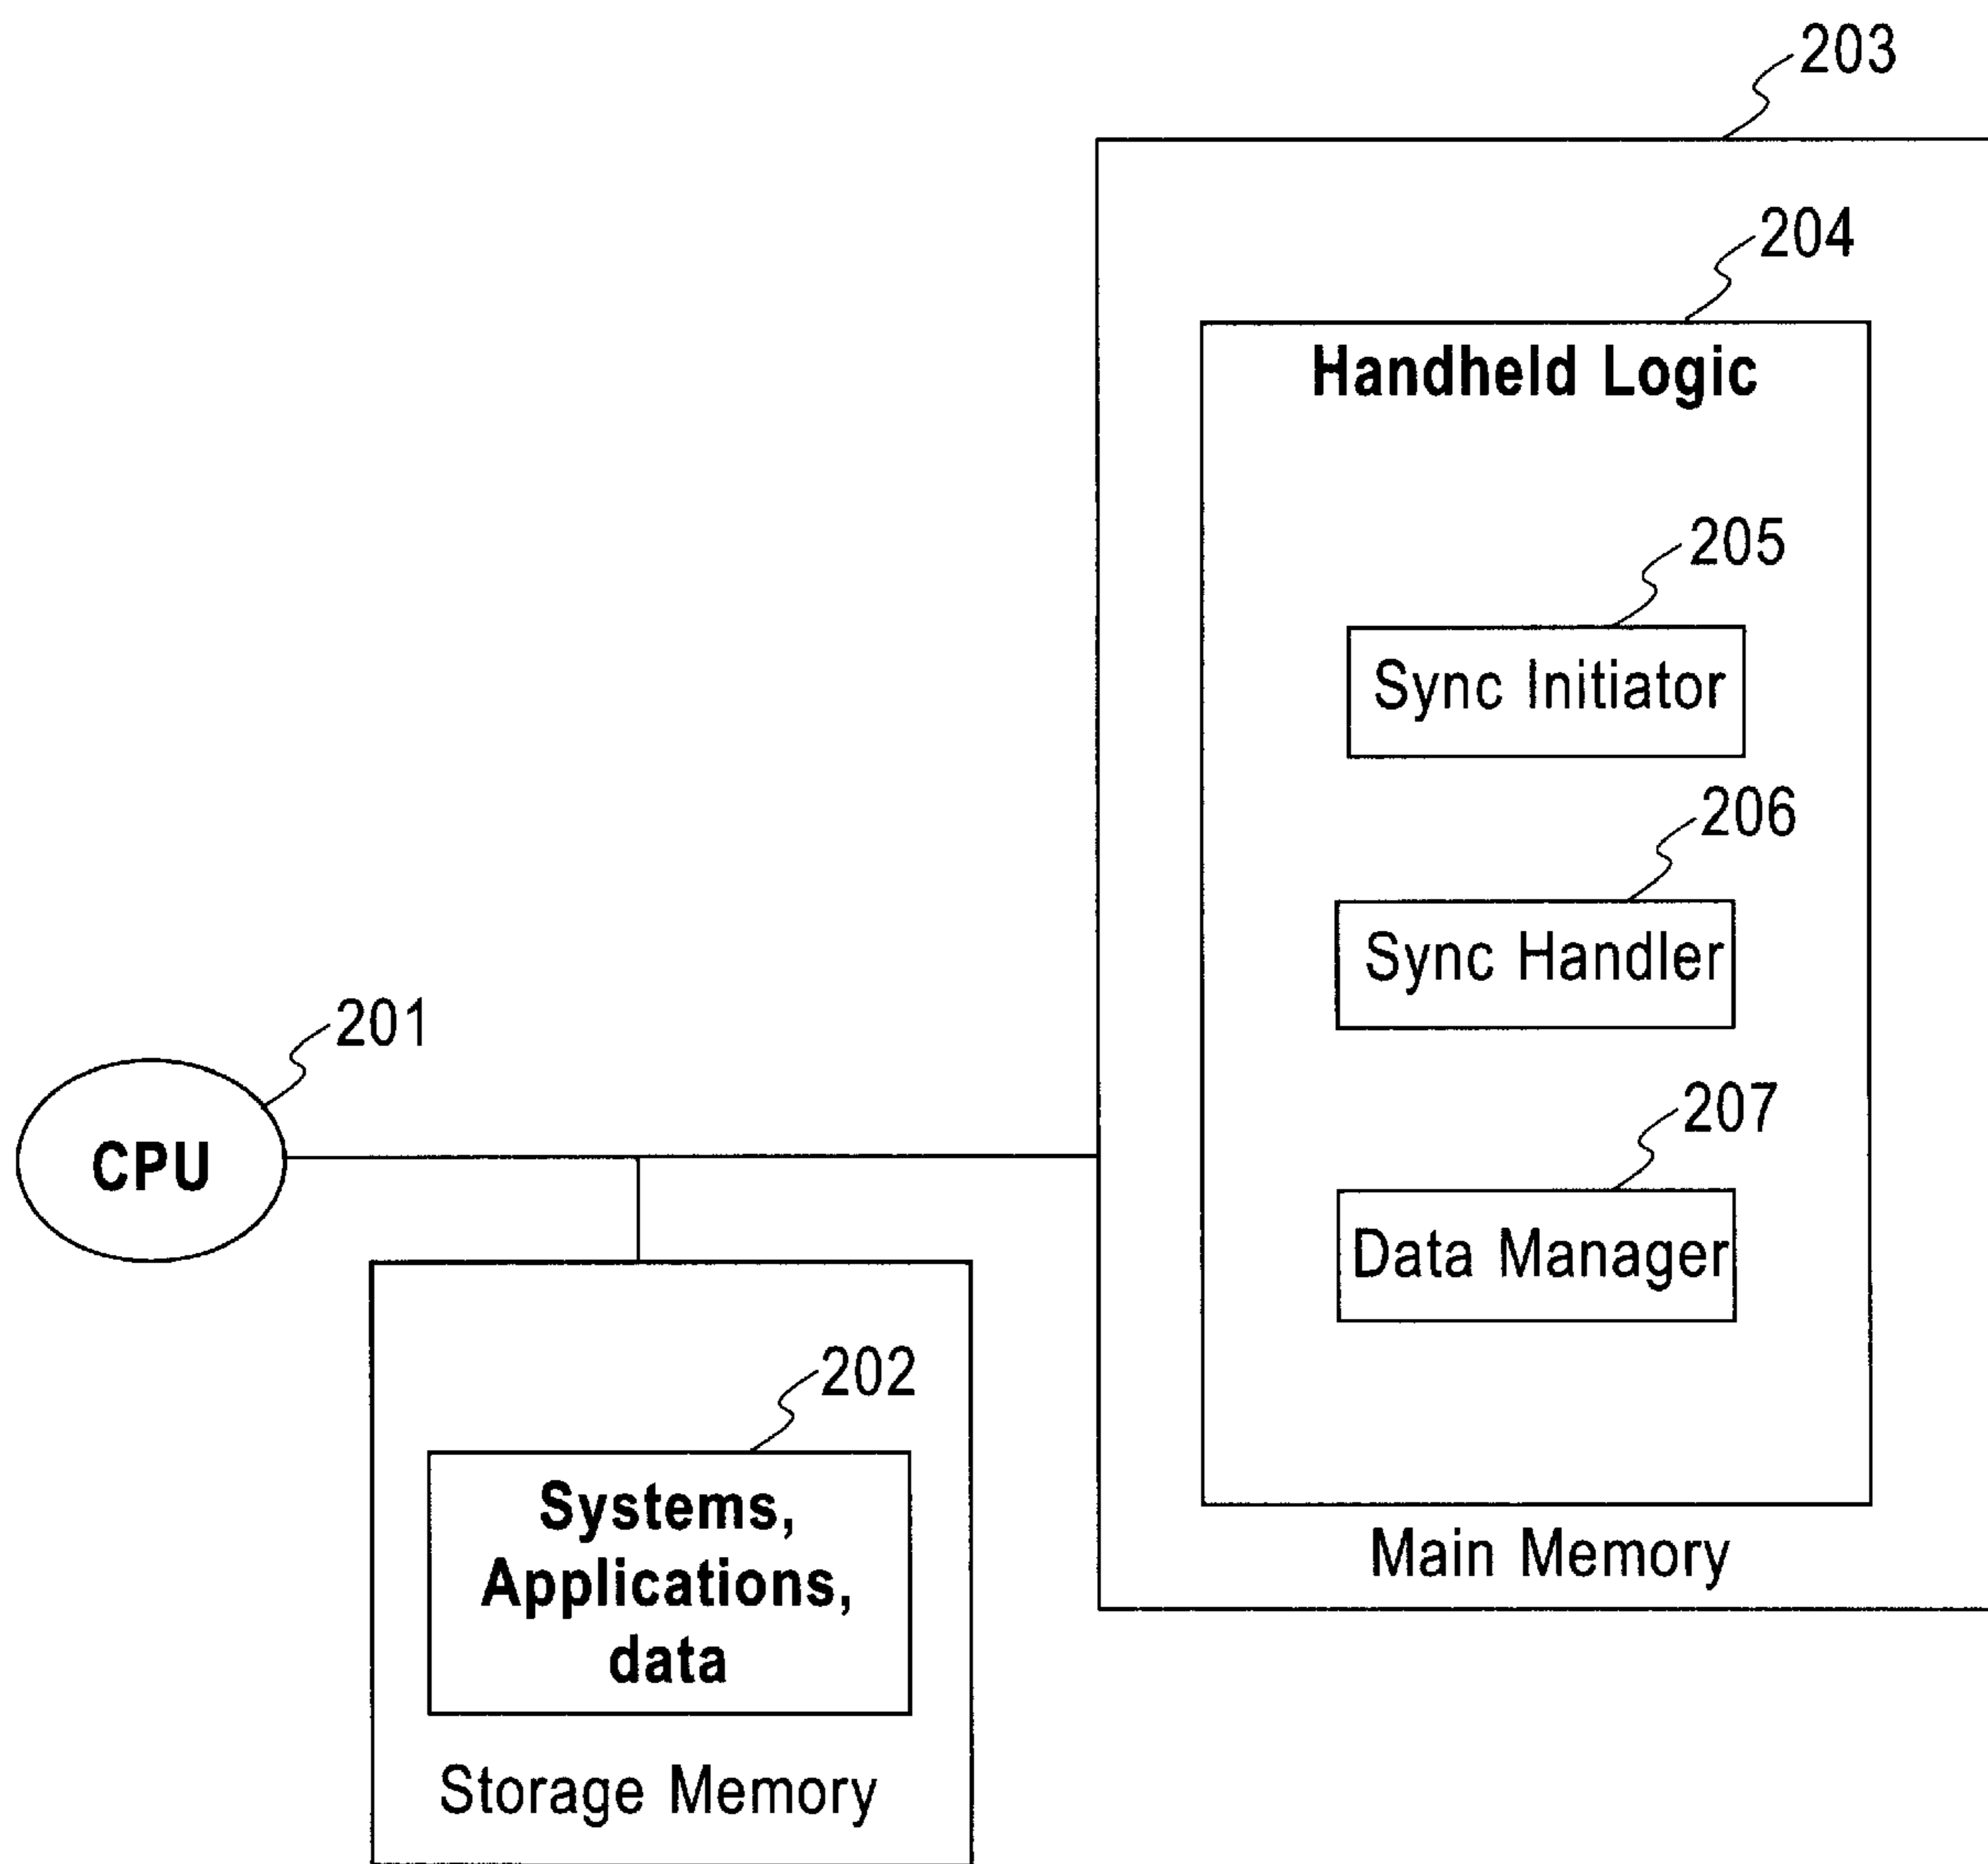 203
204
Handheld Logic
205
Sync Initiator
206
Sync Handler
201
CPU
207
Data Manager
202
Systems,
Applications,
data
Main Memory
Storage Memory